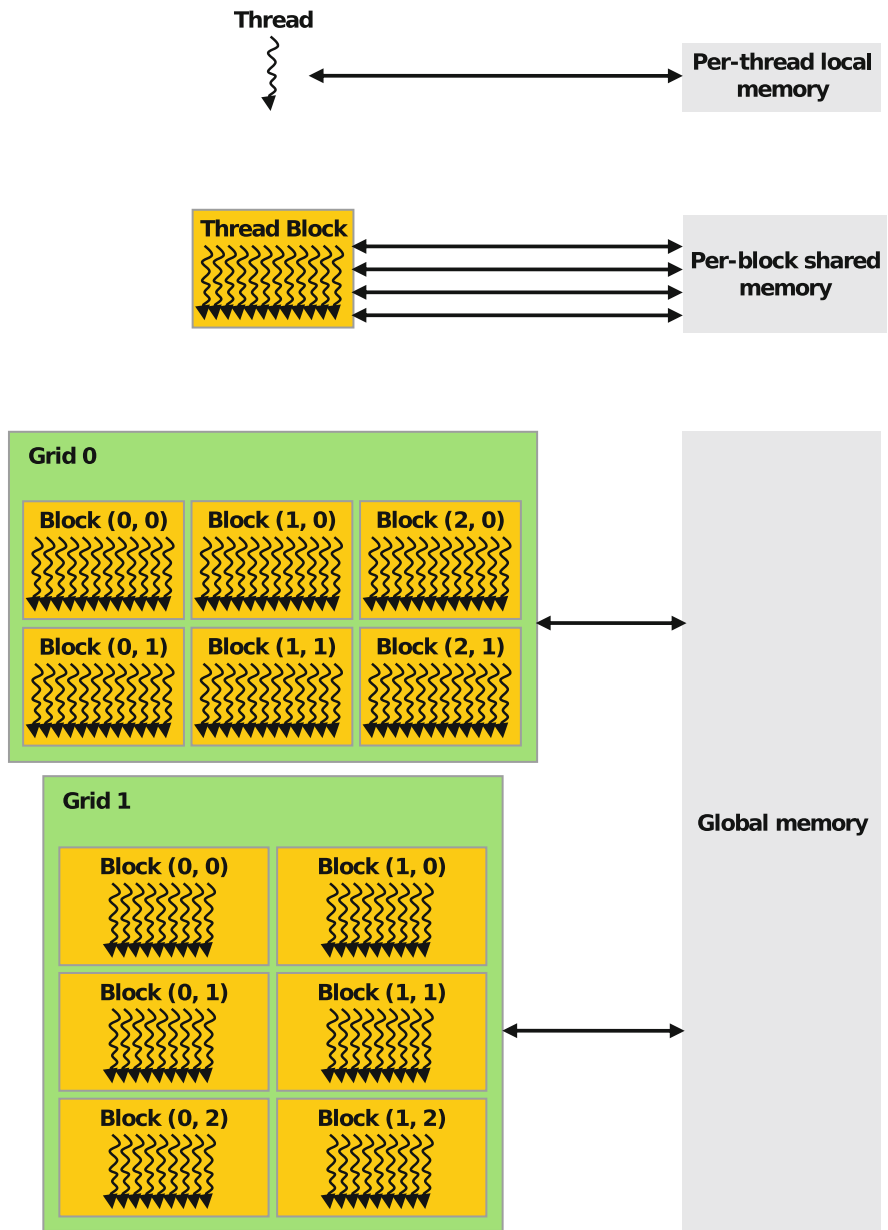 Thread
Per-thread local
memory
Thread Block
Per-block shared
memory
Grid 0
Block (0, 0)
Block (1, 0)
Block (2, 0)
Block (0, 1)
Block (1, 1)
Block (2, 1)
Grid 1
Global memory
Block (0, 0)
Block (1, 0)
Block (0, 1)
Block (1, 1)
Block (0, 2)
Block (1, 2)